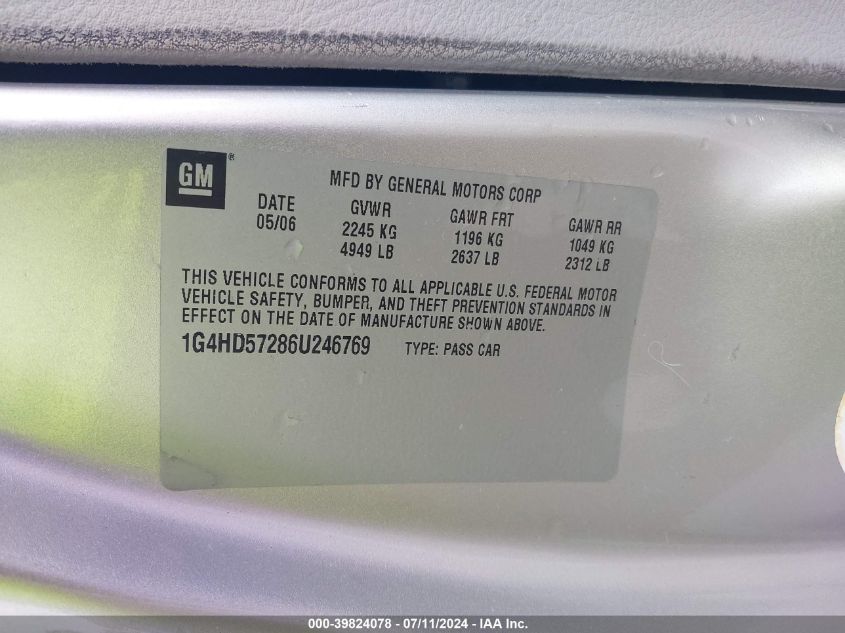 GM®
MFD BY GENERAL MOTORS CORP
DATE GVWR GAWR FRT GAWR RR
05/06 2245 KG 1196 KG 1049 KG
4949 LB 2637 LB 2312 LB
THIS VEHICLE CONFORMS TO ALL APPLICABLE U.S. FEDERAL MOTOR
VEHICLE SAFETY, BUMPER, AND THEFT PREVENTION STANDARDS IN
EFFECT ON THE DATE OF MANUFACTURE SHOWN ABOVE.
1G4HD57286U246769 TYPE: PASS CAR
000-39824078 - 07/11/2024 - IAA Inc.